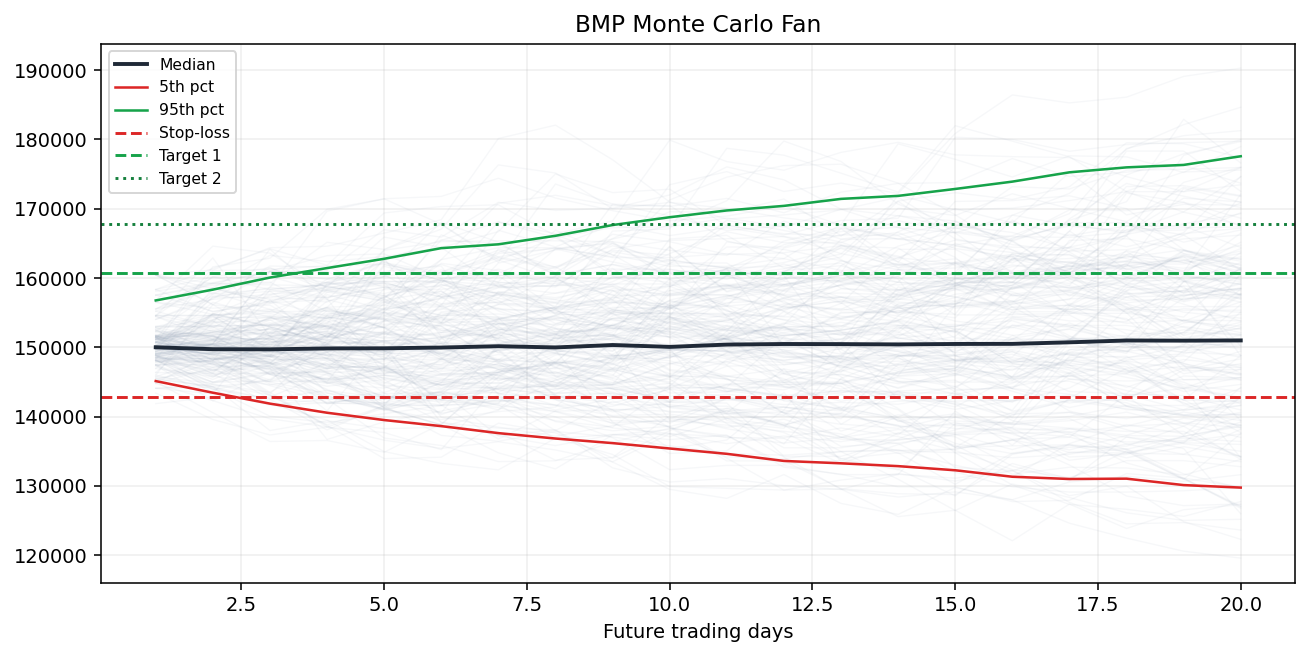 BMP Monte Carlo Fan
190000
180000
170000
160000
150000
140000
130000
120000
Median
5th pct
95th pct
Stop-loss
Target 1
Target 2
2.5 5.0 7.5 10.0 12.5 15.0 17.5 20.0
Future trading days